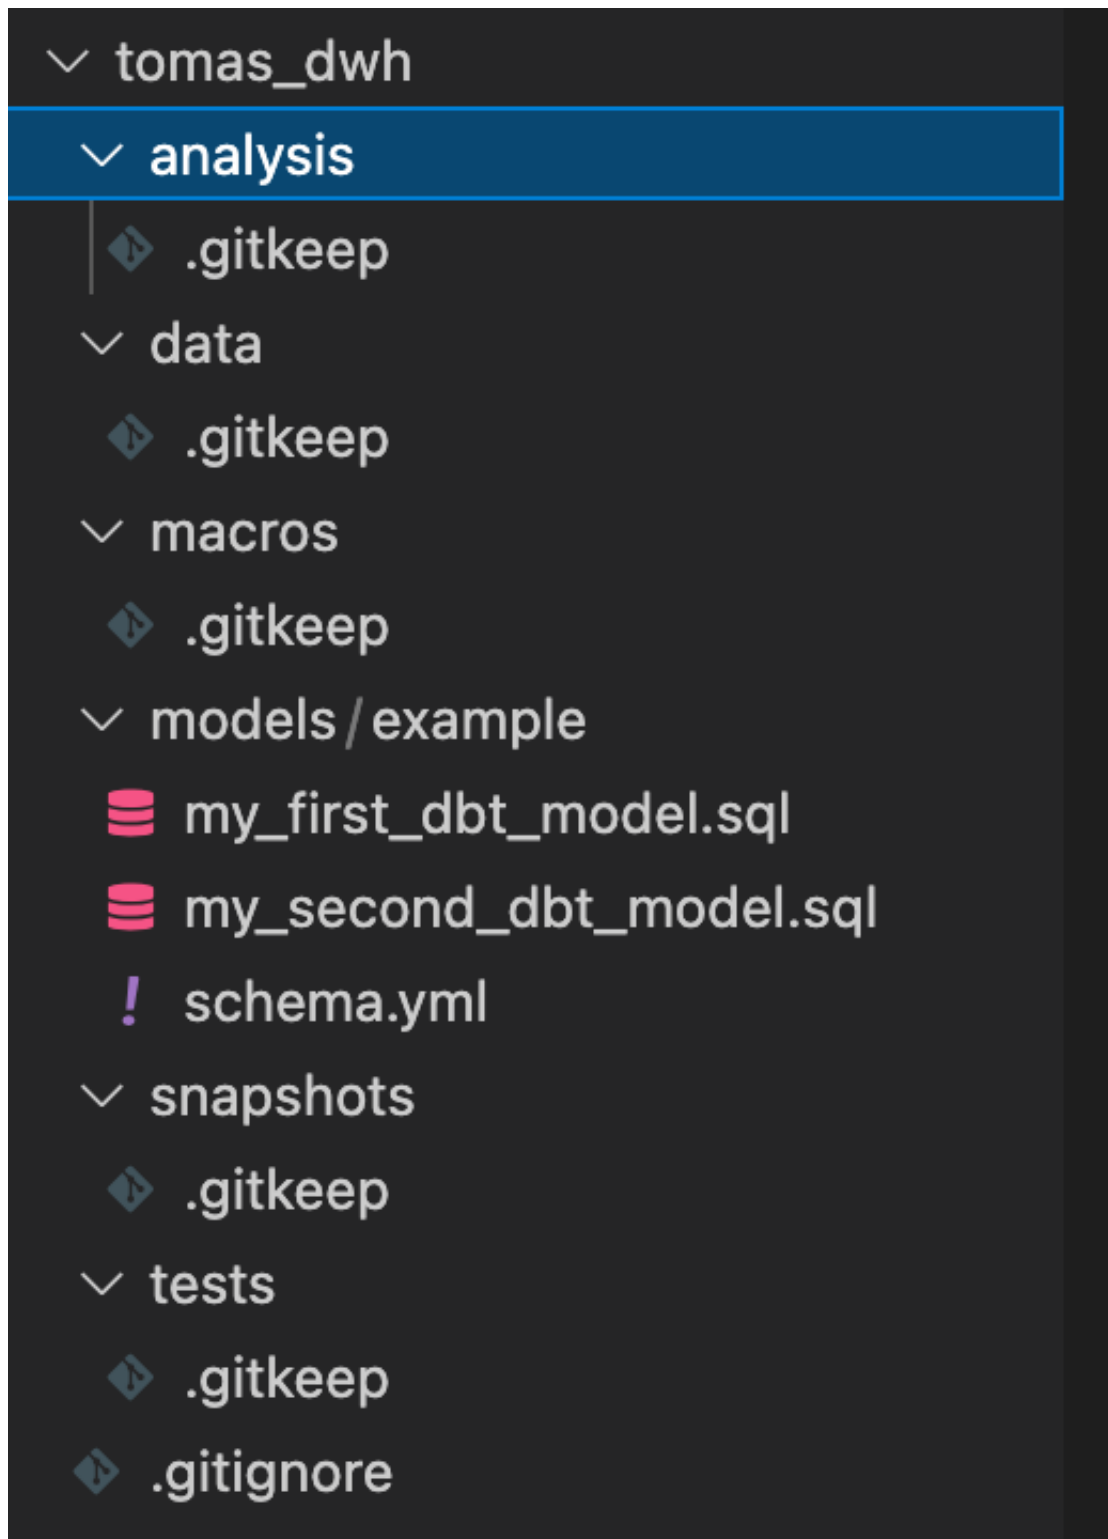 tomas_dwh
analysis
.gitkeep
data
.gitkeep
macros
.gitkeep
models/example
my_first_dbt_model.sql
my_second_dbt_model.sql
! schema.yml
snapshots
.gitkeep
tests
.gitkeep
.gitignore